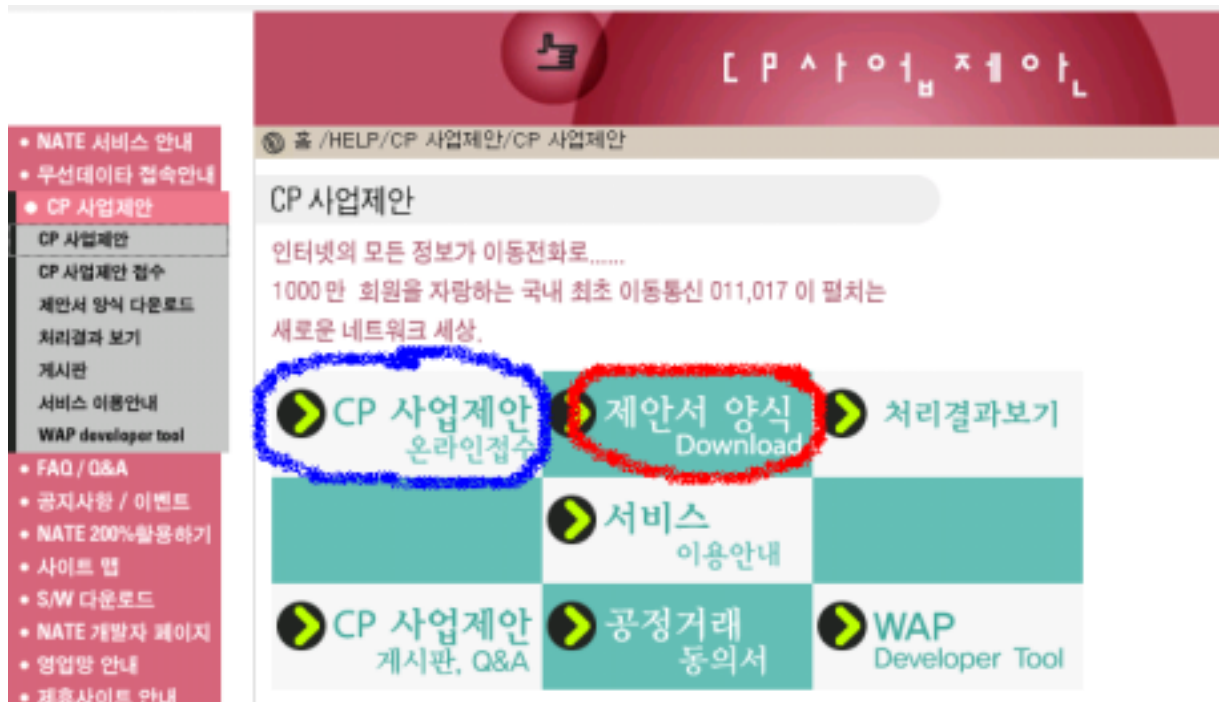 CP사업제안
홈 /HELP/CP 사업제안/CP 사업제안
• NATE 서비스 안내
• 무선데이타 접속안내
• CP 사업제안
CP 사업제안
CP 사업제안 접수
제안서 양식 다운로드
처리결과 보기
게시판
서비스 이용안내
WAP developer tool
• FAQ / Q&A
• 공지사항 / 이벤트
• NATE 200%활용하기
• 사이트 맵
• S/W 다운로드
• NATE 개발자 페이지
• 영업망 안내
• 제휴사이트 안내
CP 사업제안
인터넷의 모든 정보가 이동전화로......
1000만 회원을 자랑하는 국내 최초 이동통신 011,017 이 펼치는
새로운 네트워크 세상.
CP 사업제안
온라인접수
제안서 양식
Download
처리결과보기
서비스
이용안내
CP 사업제안
게시판, Q&A
공정거래
동의서
WAP
Developer Tool